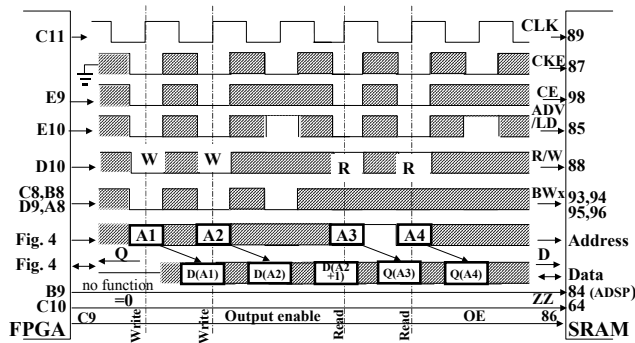 C11 CLK 89
CKE 87
E9 CE 98
E10 ADV /LD 85
D10 W W R R R/W 88
C8,B8 D9,A8 BWx 93,94 95,96
Fig. 4 A1 A2 A3 A4 Address
Fig. 4 Q D(A1) D(A2) D(A2 +1) Q(A3) Q(A4) D Data
no function =0
B9 84 (ADSP)
C10 ZZ 64
C9 Write Write Output enable Read Read OE 86
FPGA SRAM